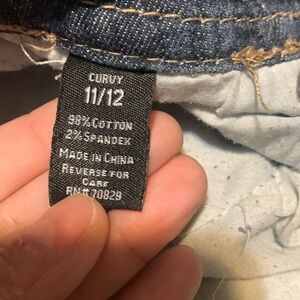 CURVY
11/12
98% COTTON
2% SPANDEX
MADE IN CHINA
REVERSE FOR
CARE
RN# 70829